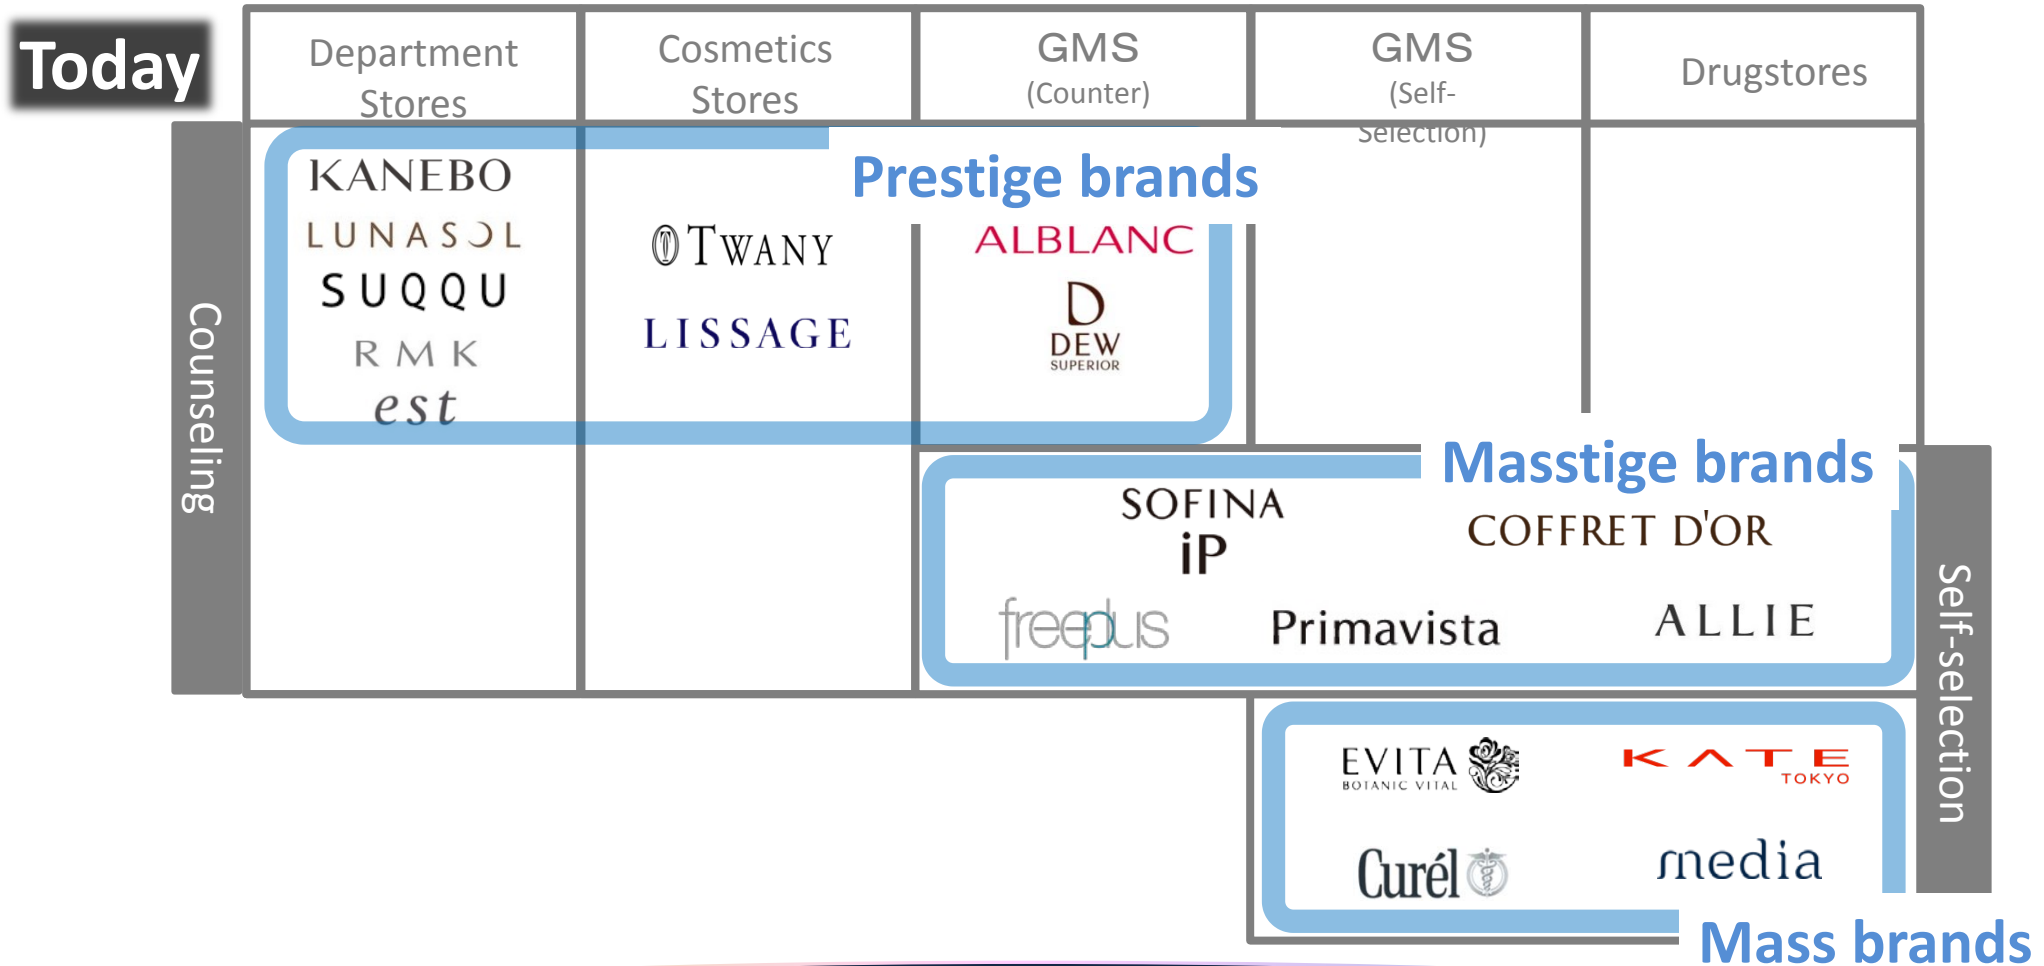 Today
Department
Stores
Cosmetics
Stores
GMS
(Counter)
GMS
(Self-
Selection)
Drugstores
Counseling
Prestige brands
KANEBO
LUNASOL
SUQQU
RMK
est
TWANY
LISSAGE
ALBLANC
D
DEW
SUPERIOR
Masstige brands
SOFINA
iP
COFFRET D'OR
freeplus
Primavista
ALLIE
Self-selection
EVITA
BOTANIC VITAL
KATE
TOKYO
Curél
media
Mass brands